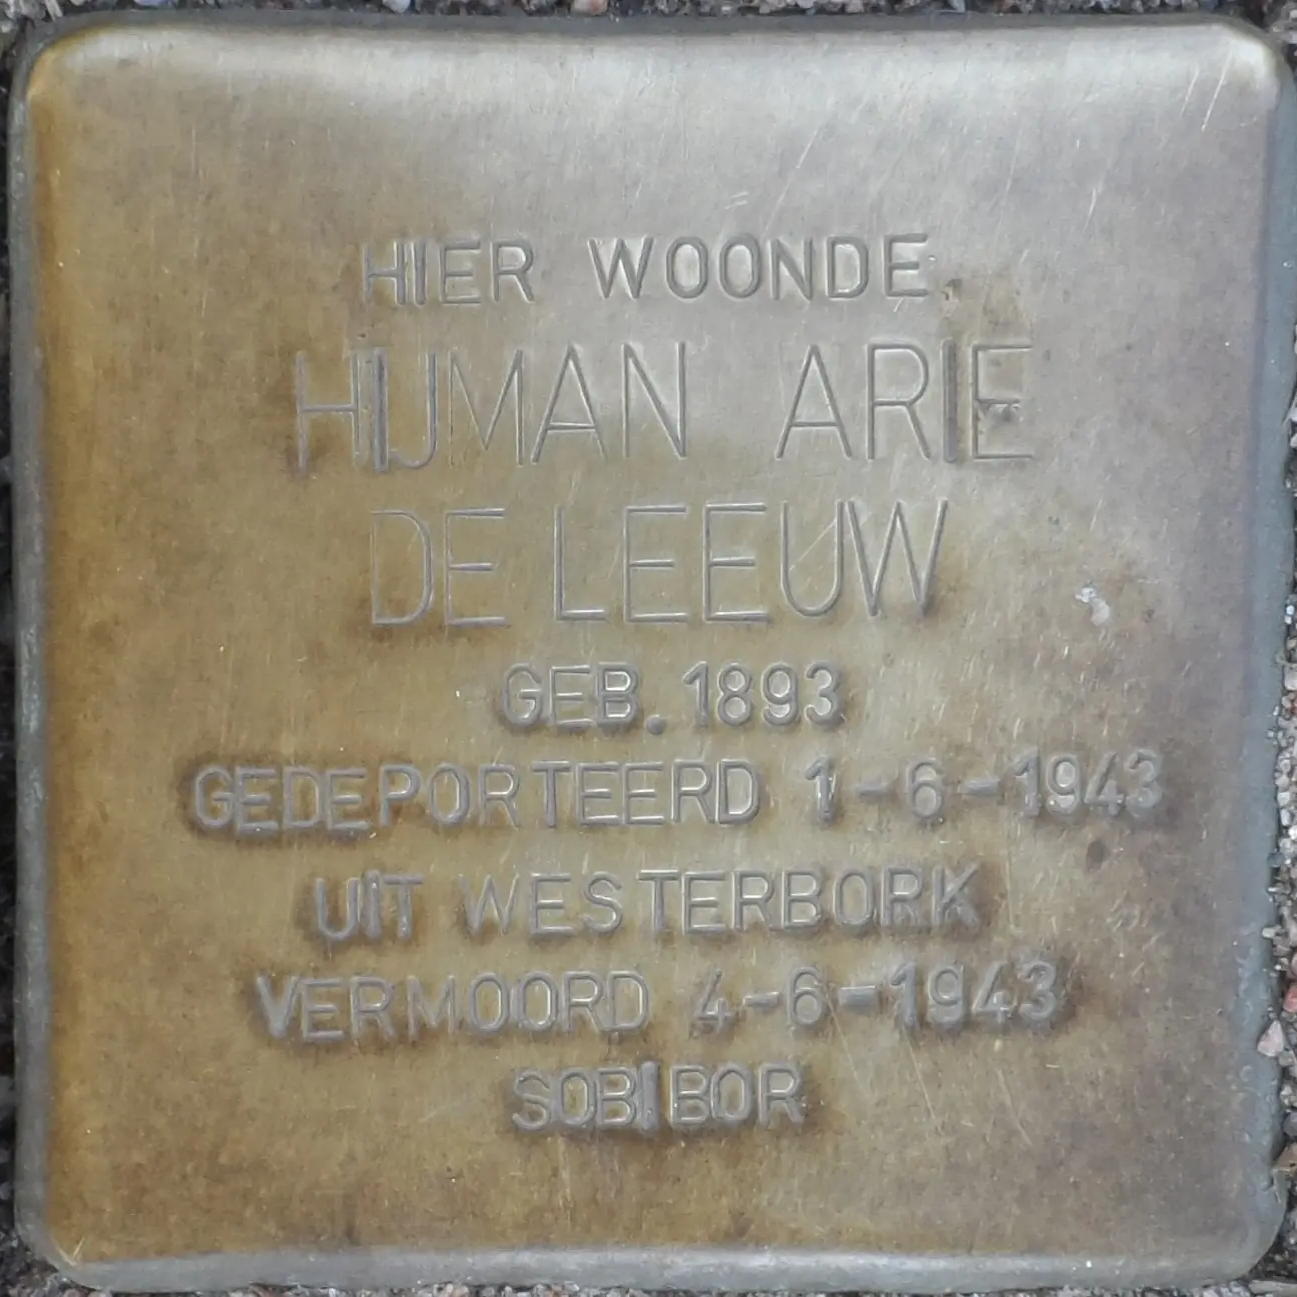 HIER WOONDE
HIJMAN ARIE
DE LEEUW
GEB. 1893
GEDEPORTEERD 1-6-1943
UIT WESTERBORK
VERMOORD 4-6-1943
SOBIBOR